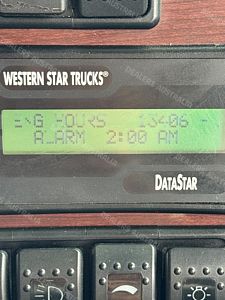 WESTERN STAR TRUCKS®
ENG HOURS 13406
ALARM 2:00 AM
DATASTAR